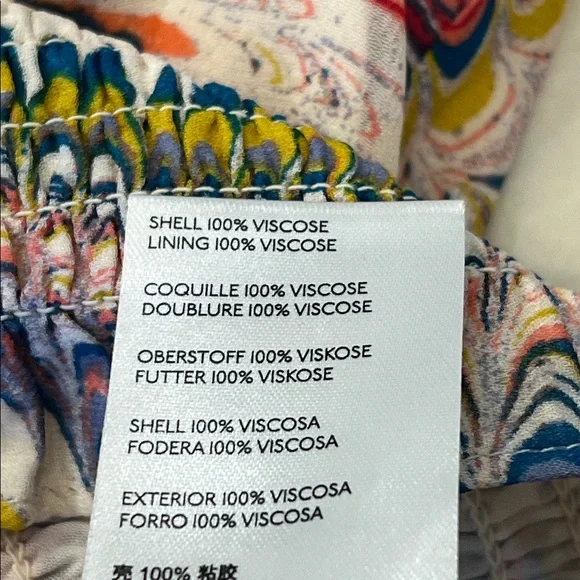 SHELL 100% VISCOSE
LINING 100% VISCOSE
COQUILLE 100% VISCOSE
DOUBLURE 100% VISCOSE
OBERSTOFF 100% VISKOSE
FUTTER 100% VISKOSE
SHELL 100% VISCOSA
FODERA 100% VISCOSA
EXTERIOR 100% VISCOSA
FORRO 100% VISCOSA
壳 100% 粘胶